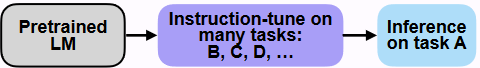 Pretrained
LM
Instruction-tune on
many tasks:
B, C, D, ...
Inference
on task A